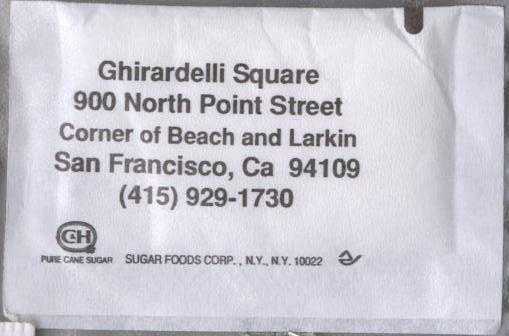 Ghirardelli Square
900 North Point Street
Corner of Beach and Larkin
San Francisco, Ca 94109
(415) 929-1730
C&H
PURE CANE SUGAR SUGAR FOODS CORP., N.Y., N.Y. 10022